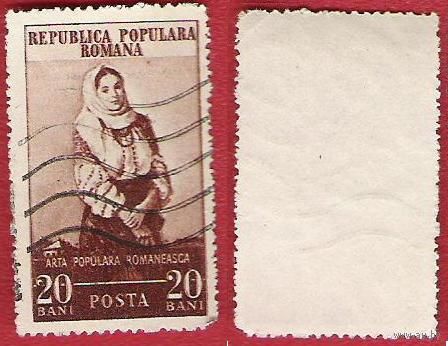 REPUBLICA POPULARA
ROMANA
ARTA POPULARA ROMANEASCA
20 POSTA 20
BANI BANI